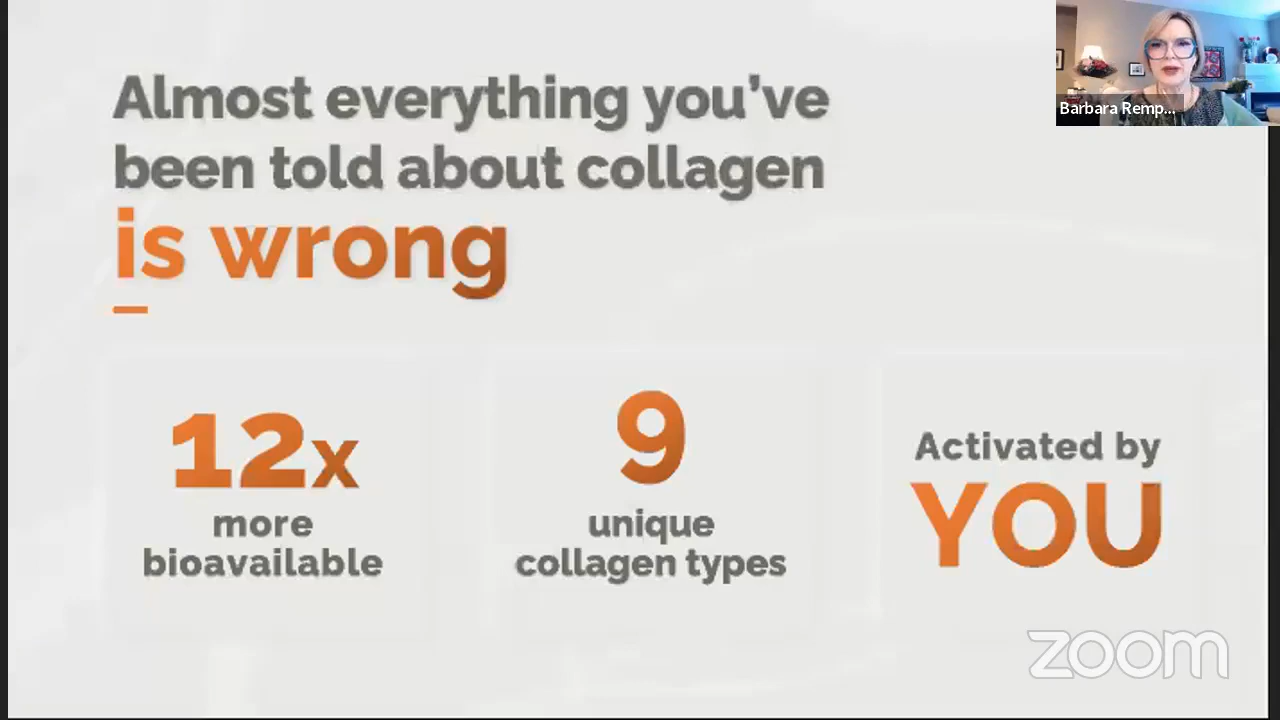 Almost everything you've
been told about collagen
is wrong
12x
more
bioavailable
9
unique
collagen types
Activated by
YOU
Barbara Remp...
zoom